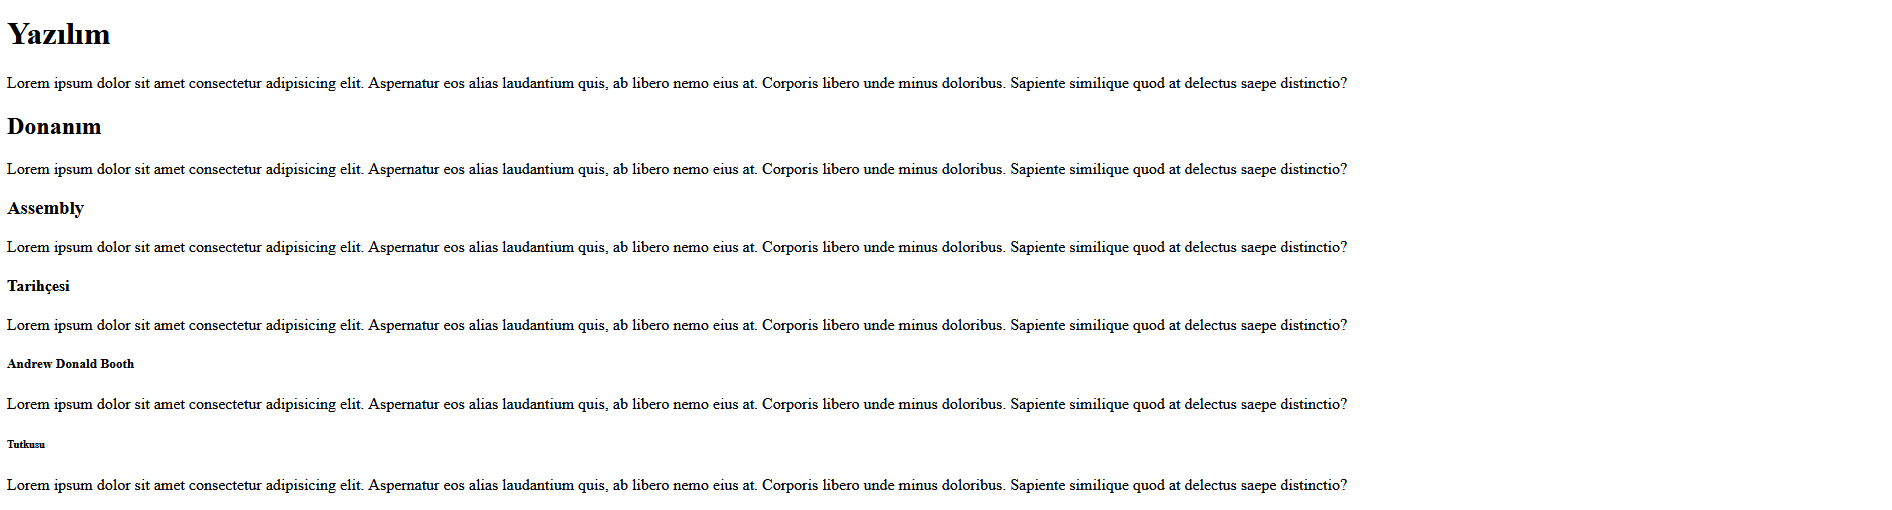 Yazılım
Lorem ipsum dolor sit amet consectetur adipisicing elit. Aspernatur eos alias laudantium quis, ab libero nemo eius at. Corporis libero unde minus doloribus. Sapiente similique quod at delectus saepe distinctio?
Donanım
Lorem ipsum dolor sit amet consectetur adipisicing elit. Aspernatur eos alias laudantium quis, ab libero nemo eius at. Corporis libero unde minus doloribus. Sapiente similique quod at delectus saepe distinctio?
Assembly
Lorem ipsum dolor sit amet consectetur adipisicing elit. Aspernatur eos alias laudantium quis, ab libero nemo eius at. Corporis libero unde minus doloribus. Sapiente similique quod at delectus saepe distinctio?
Tarihçesi
Lorem ipsum dolor sit amet consectetur adipisicing elit. Aspernatur eos alias laudantium quis, ab libero nemo eius at. Corporis libero unde minus doloribus. Sapiente similique quod at delectus saepe distinctio?
Andrew Donald Booth
Lorem ipsum dolor sit amet consectetur adipisicing elit. Aspernatur eos alias laudantium quis, ab libero nemo eius at. Corporis libero unde minus doloribus. Sapiente similique quod at delectus saepe distinctio?
Tutkusu
Lorem ipsum dolor sit amet consectetur adipisicing elit. Aspernatur eos alias laudantium quis, ab libero nemo eius at. Corporis libero unde minus doloribus. Sapiente similique quod at delectus saepe distinctio?